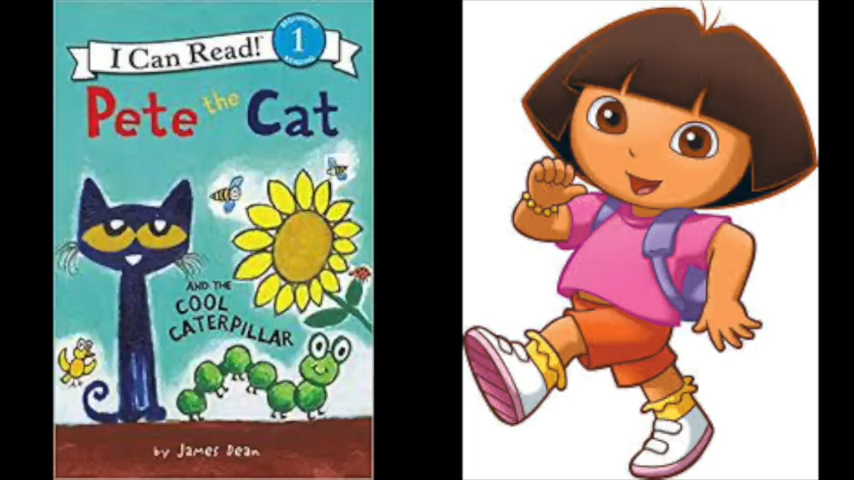 BEGINNING
I Can Read!
1
READING
Pete the Cat
AND THE
COOL
CATERPILLAR
by James Dean